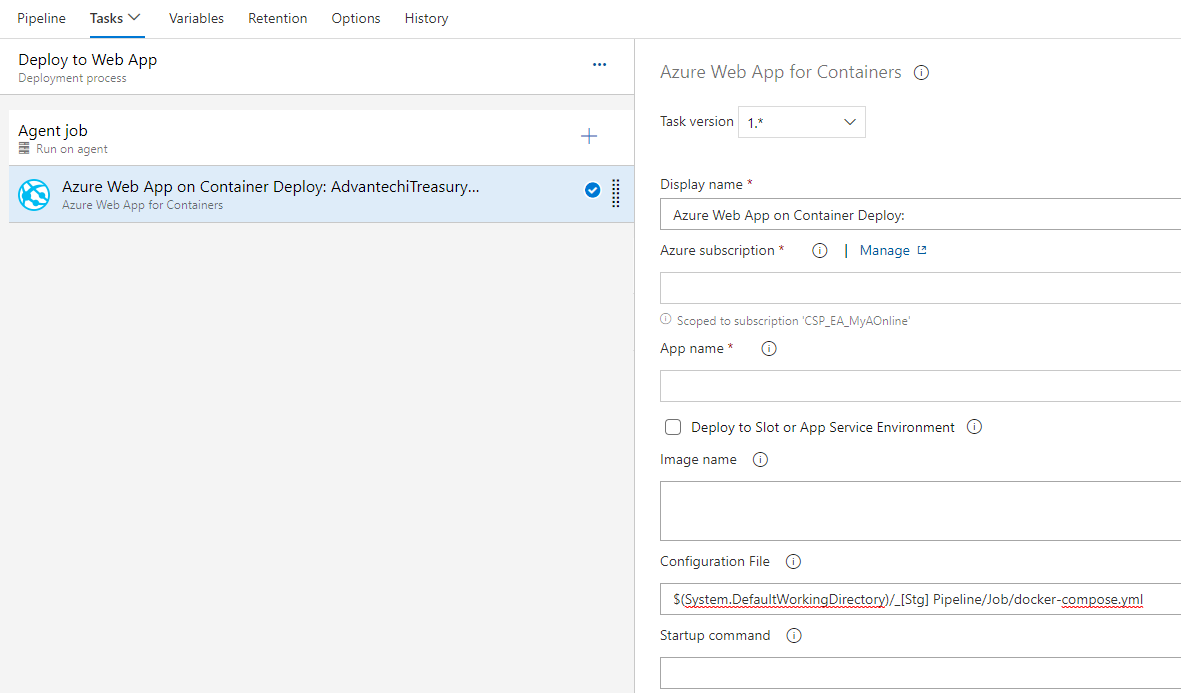 Pipeline Tasks Variables Retention Options History
Deploy to Web App
Deployment process
...
Agent job
Run on agent
Azure Web App on Container Deploy: AdvantechiTreasury...
Azure Web App for Containers
Azure Web App for Containers
Task version 1.*
Display name *
Azure Web App on Container Deploy:
Azure subscription * | Manage
Scoped to subscription 'CSP_EA_MyAOnline'
App name *
Deploy to Slot or App Service Environment
Image name
Configuration File
$(System.DefaultWorkingDirectory)/_[Stg] Pipeline/Job/docker-compose.yml
Startup command